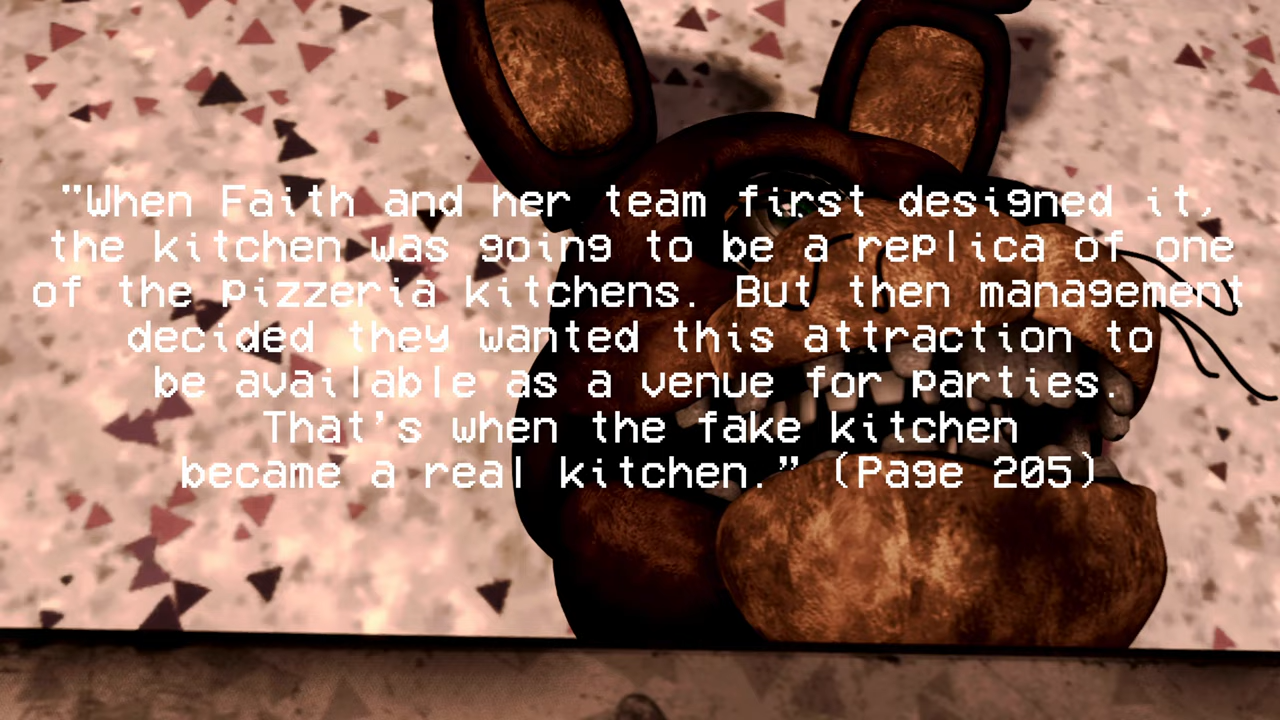 "When Faith and her team first designed it,
the kitchen was going to be a replica of one
of the pizzeria kitchens. But then management
decided they wanted this attraction to
be available as a venue for parties.
That's when the fake kitchen
became a real kitchen." (Page 205)